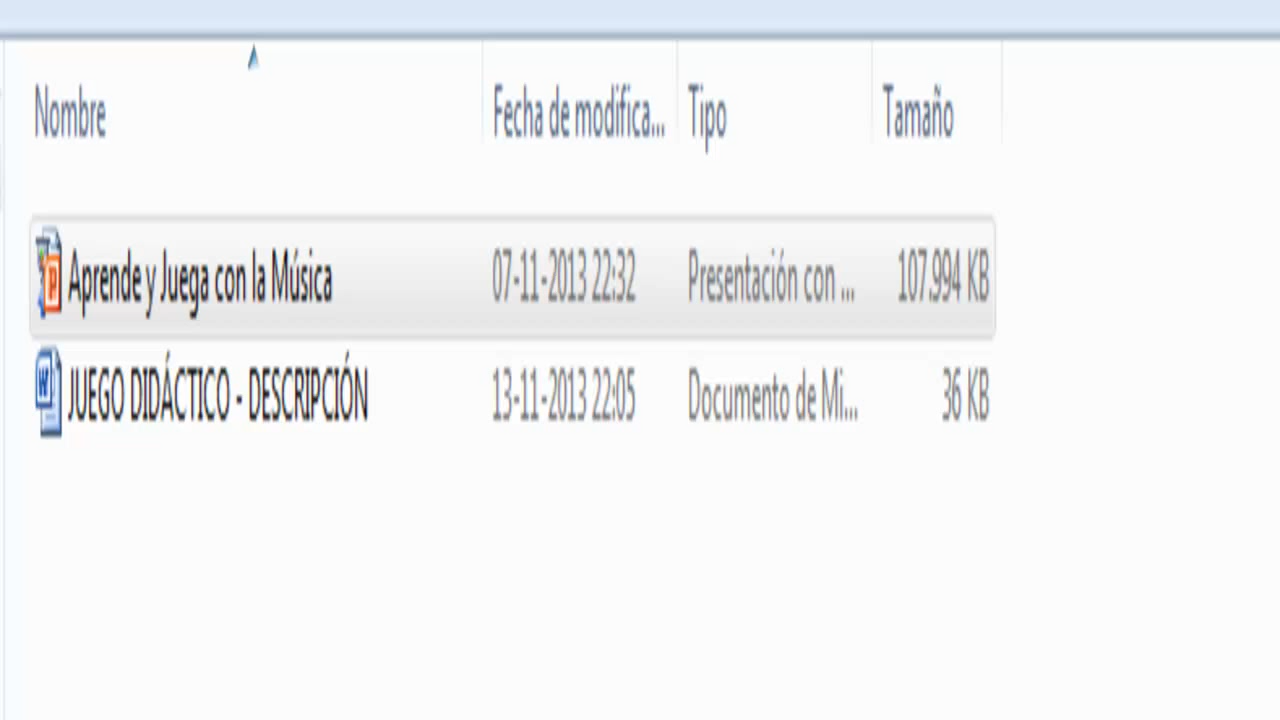 Nombre Fecha de modifica... Tipo Tamaño
Aprende y Juega con la Música 07-11-2013 22:32 Presentación con ... 107.994 KB
JUEGO DIDÁCTICO - DESCRIPCIÓN 13-11-2013 22:05 Documento de Mi... 36 KB